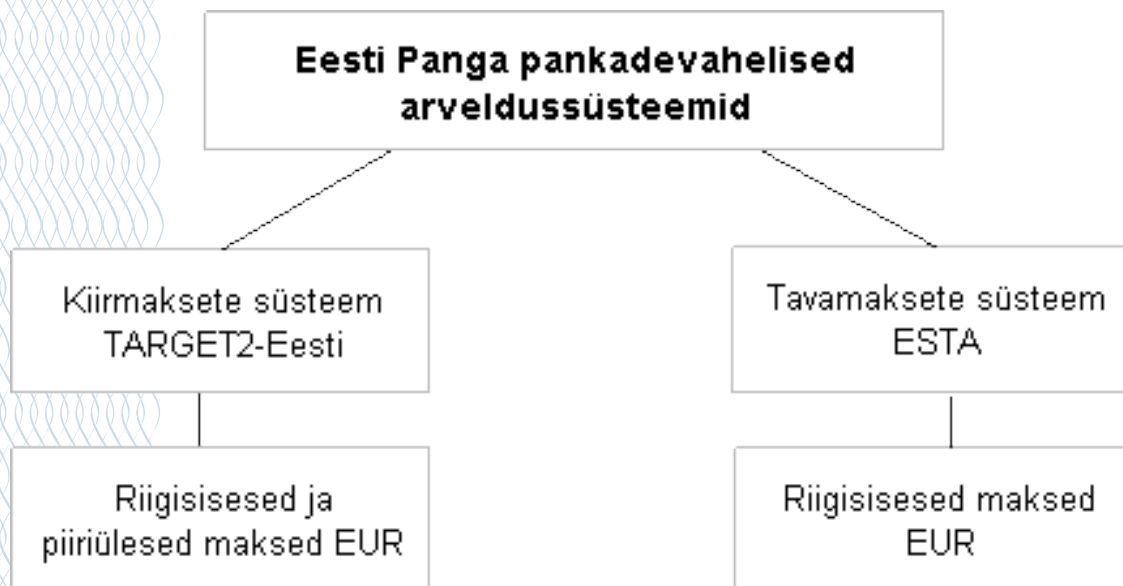 Eesti Panga pankadevahelised
arveldussüsteemid
Kiirmaksete süsteem
TARGET2-Eesti
Tavamaksete süsteem
ESTA
Riigisisesed ja
piiriülesed maksed EUR
Riigisisesed maksed
EUR